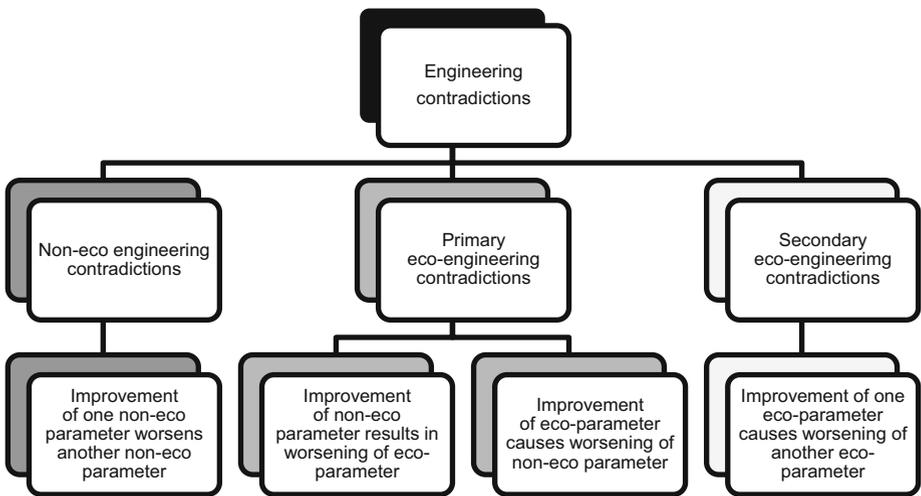 Engineering
contradictions
Non-eco engineering
contradictions
Primary
eco-engineering
contradictions
Secondary
eco-engineerimg
contradictions
Improvement
of one non-eco
parameter worsens
another non-eco
parameter
Improvement
of non-eco
parameter results in
worsening of eco-
parameter
Improvement
of eco-parameter
causes worsening of
non-eco parameter
Improvement of one
eco-parameter
causes worsening of
another eco-
parameter